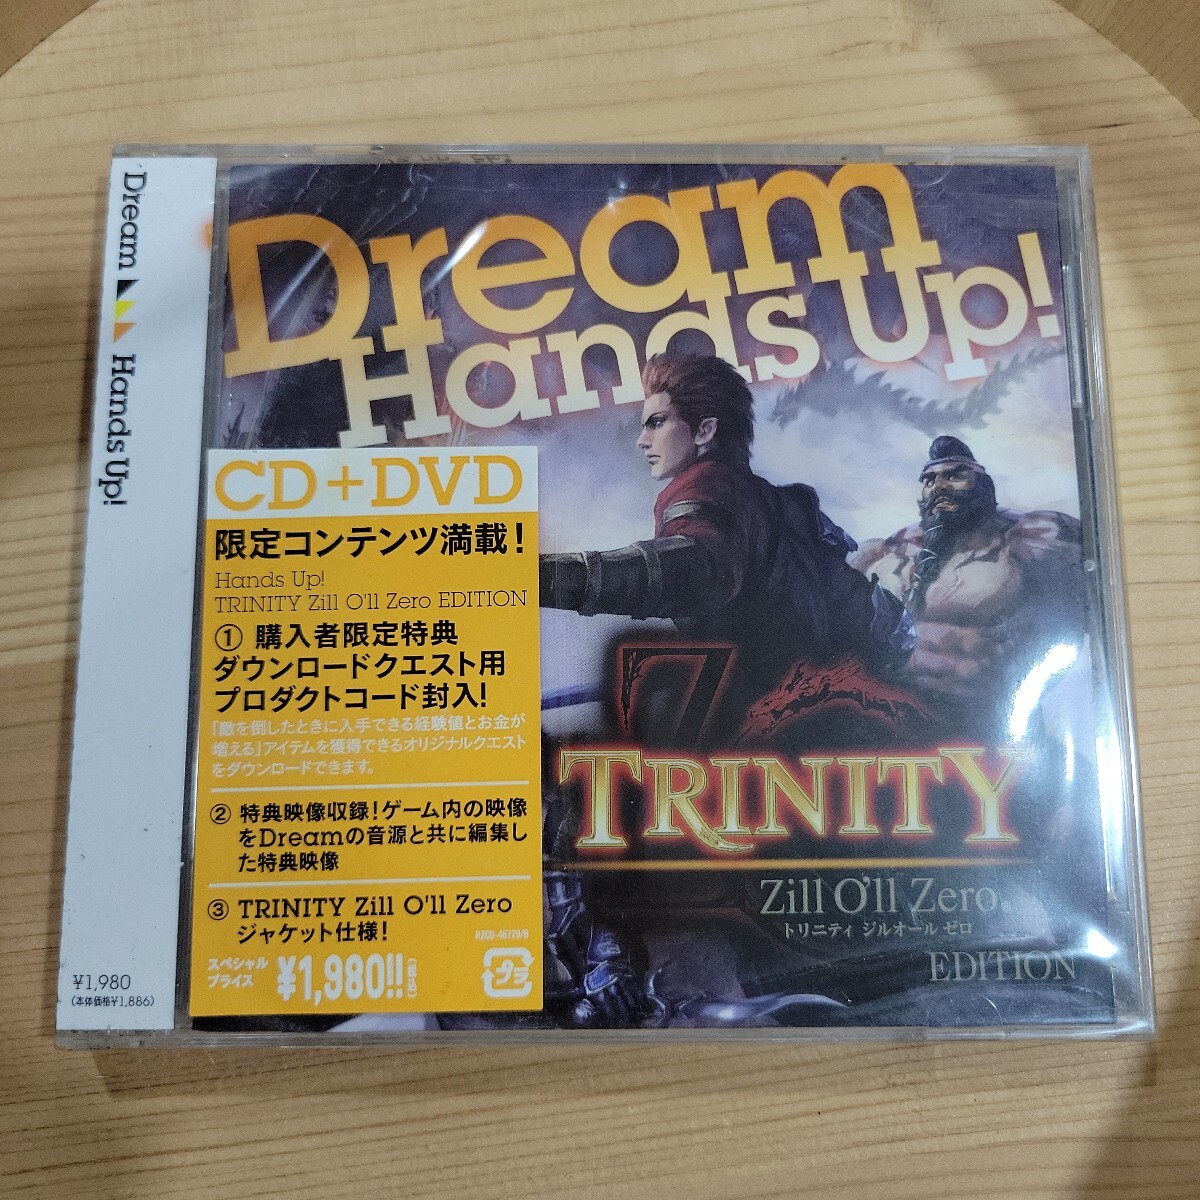 Dream Hands Up!
¥1,980
(本体価格¥1,886)
Dream
Hands Up!
CD+DVD
限定コンテンツ満載!
Hands Up!
TRINITY Zill O'll Zero EDITION
① 購入者限定特典
ダウンロードクエスト用
プロダクトコード封入!
「敵を倒したときに入手できる経験値とお金が
増える」アイテムを獲得できるオリジナルクエスト
をダウンロードできます。
② 特典映像収録!ゲーム内の映像
をDreamの音源と共に編集し
た特典映像
③ TRINITY Zill O'll Zero
ジャケット仕様!
RZCD-46729/B
スペシャル
プライス
¥1,980!!(税込)
プラ
TRINITY
Zill O'll Zero
トリニティ ジルオール ゼロ
EDITION